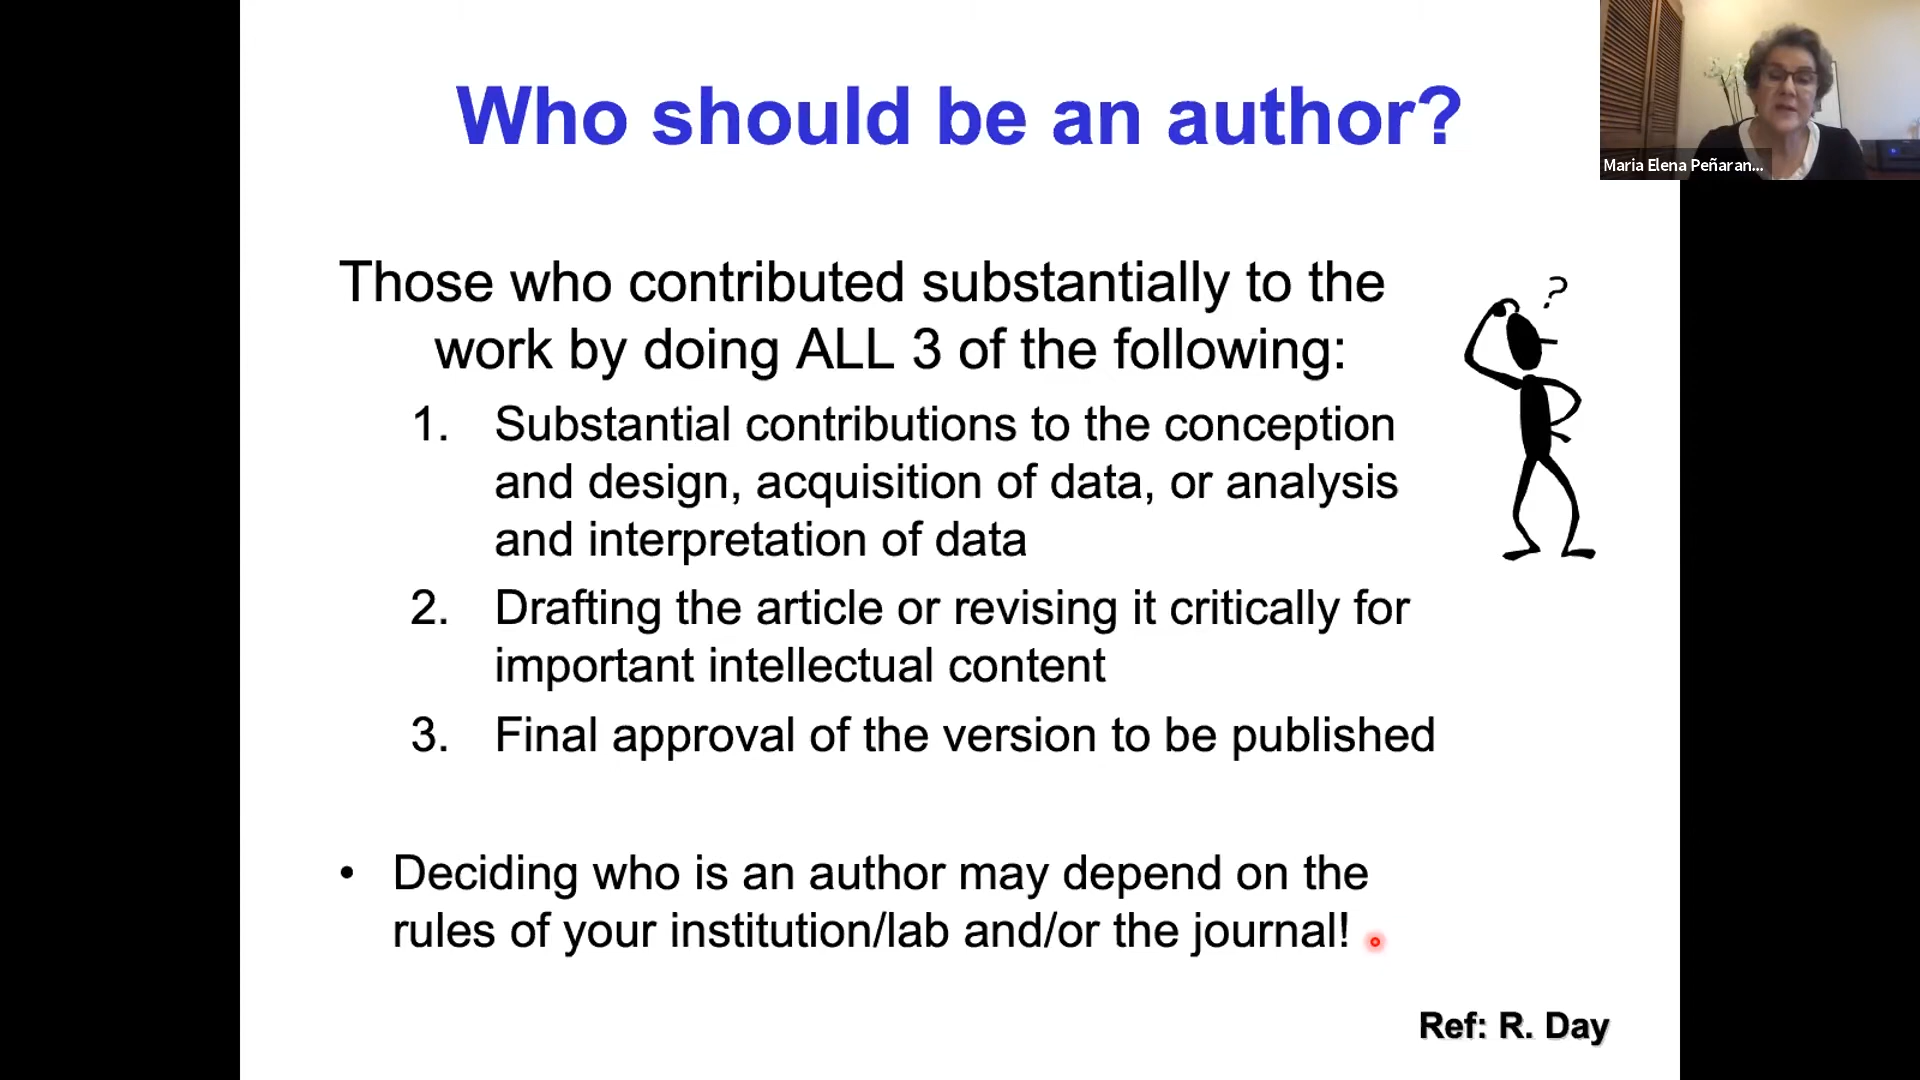 Who should be an author?
Maria Elena Peñaran...
Those who contributed substantially to the
work by doing ALL 3 of the following:
?
1. Substantial contributions to the conception
and design, acquisition of data, or analysis
and interpretation of data
2. Drafting the article or revising it critically for
important intellectual content
3. Final approval of the version to be published
• Deciding who is an author may depend on the
rules of your institution/lab and/or the journal!
Ref: R. Day